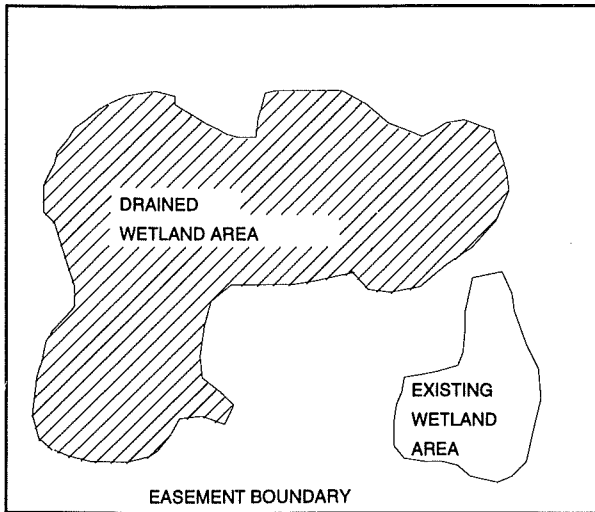 DRAINED
WETLAND AREA
EXISTING
WETLAND
AREA
EASEMENT BOUNDARY